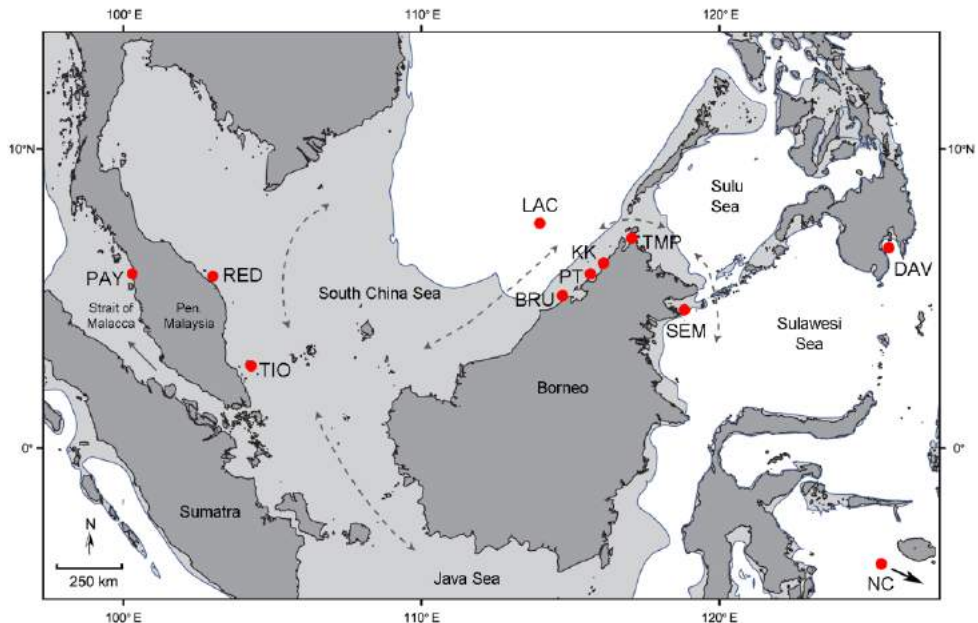 100° E
110° E
120° E
10°N
10°N
Sulu
Sea
LAC
KK
TMP
PT
BRU
DAV
PAY
RED
South China Sea
Strait of
Malacca
Pen.
Malaysia
SEM
Sulawesi
Sea
TIO
Borneo
0°
0°
Sumatra
N
250 km
Java Sea
NC
100° E
110° E
120° E